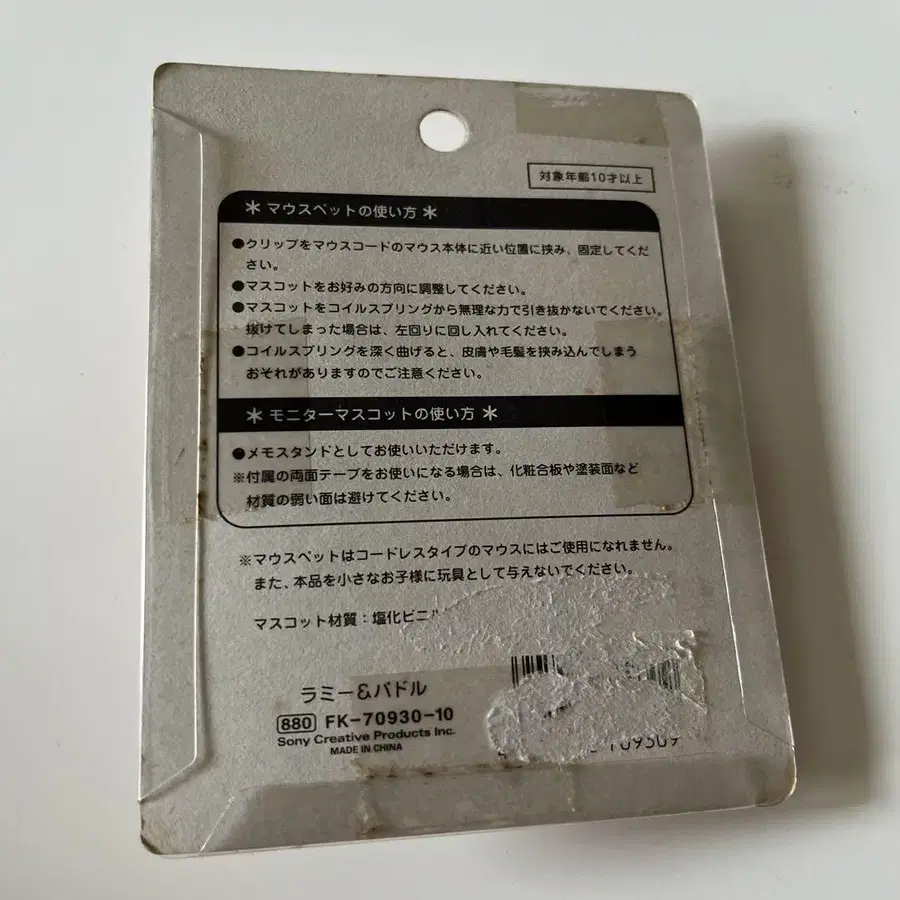 対象年齢10才以上
＊ マウスペットの使い方 ＊
●クリップをマウスコードのマウス本体に近い位置に挟み、固定してくだ
さい。
●マスコットをお好みの方向に調整してください。
●マスコットをコイルスプリングから無理な力で引き抜かないでください。
抜けてしまった場合は、左回りに回し入れてください。
●コイルスプリングを深く曲げると、皮膚や毛髪を挟み込んでしまう
おそれがありますのでご注意ください。
＊ モニターマスコットの使い方 ＊
●メモスタンドとしてお使いいただけます。
※付属の両面テープをお使いになる場合は、化粧合板や塗装面など
材質の弱い面は避けてください。
※マウスペットはコードレスタイプのマウスにはご使用になれません。
また、本品を小さなお子様に玩具として与えないでください。
マスコット材質：塩化ビニ
ラミー&パドル
880 FK-70930-10
Sony Creative Products Inc.
MADE IN CHINA